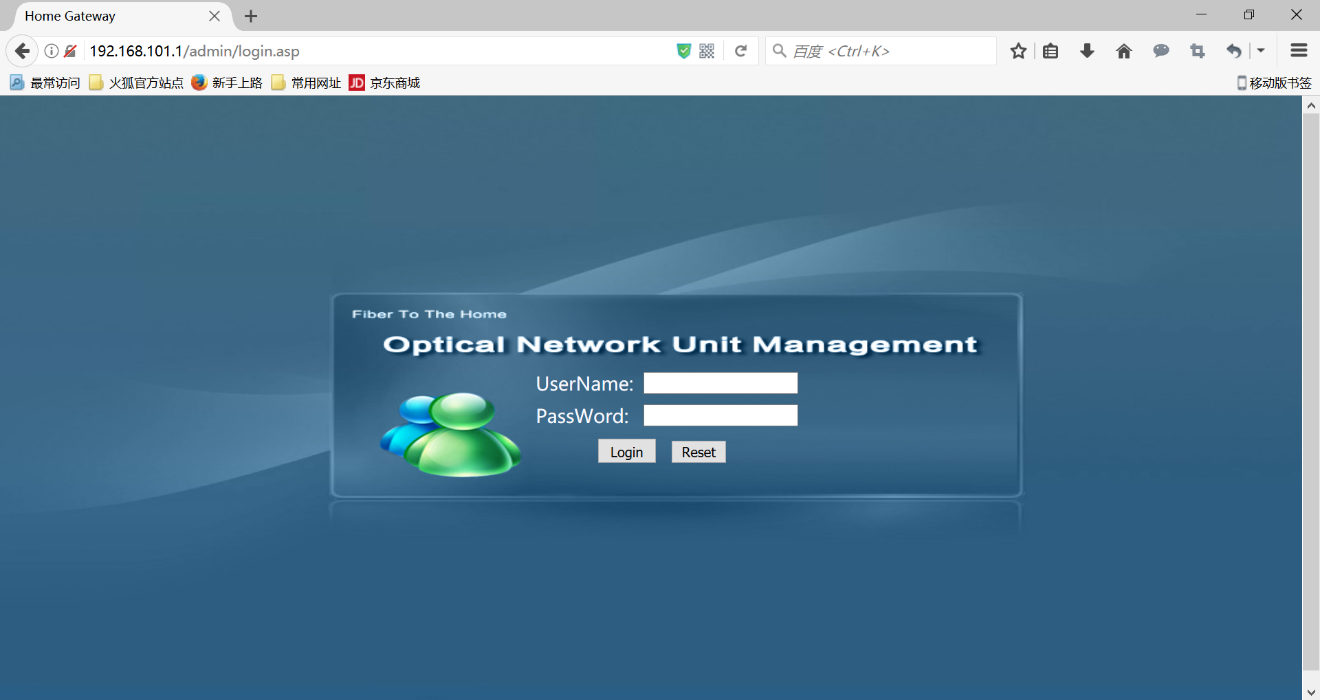 Home Gateway
192.168.101.1/admin/login.asp
百度 <Ctrl+K>
最常访问 火狐官方站点 新手上路 常用网址 JD 京东商城 移动版书签
Fiber To The Home
Optical Network Unit Management
UserName:
PassWord:
Login Reset